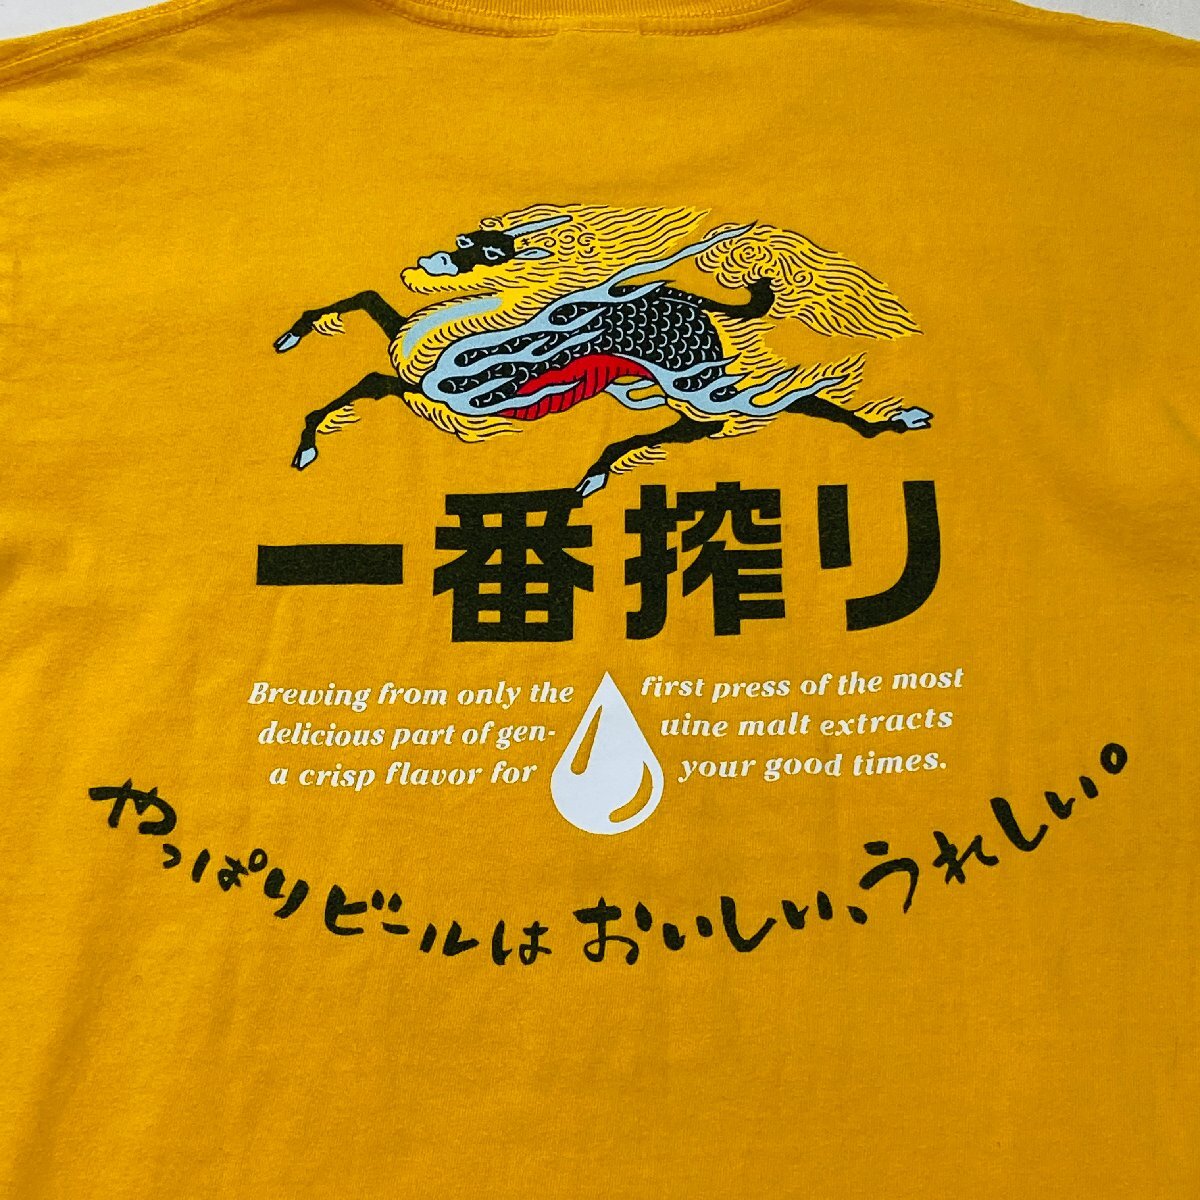 一番搾り
Brewing from only the first press of the most
delicious part of gen- uine malt extracts
a crisp flavor for your good times.
やっぱりビールは おいしい、うれしい。